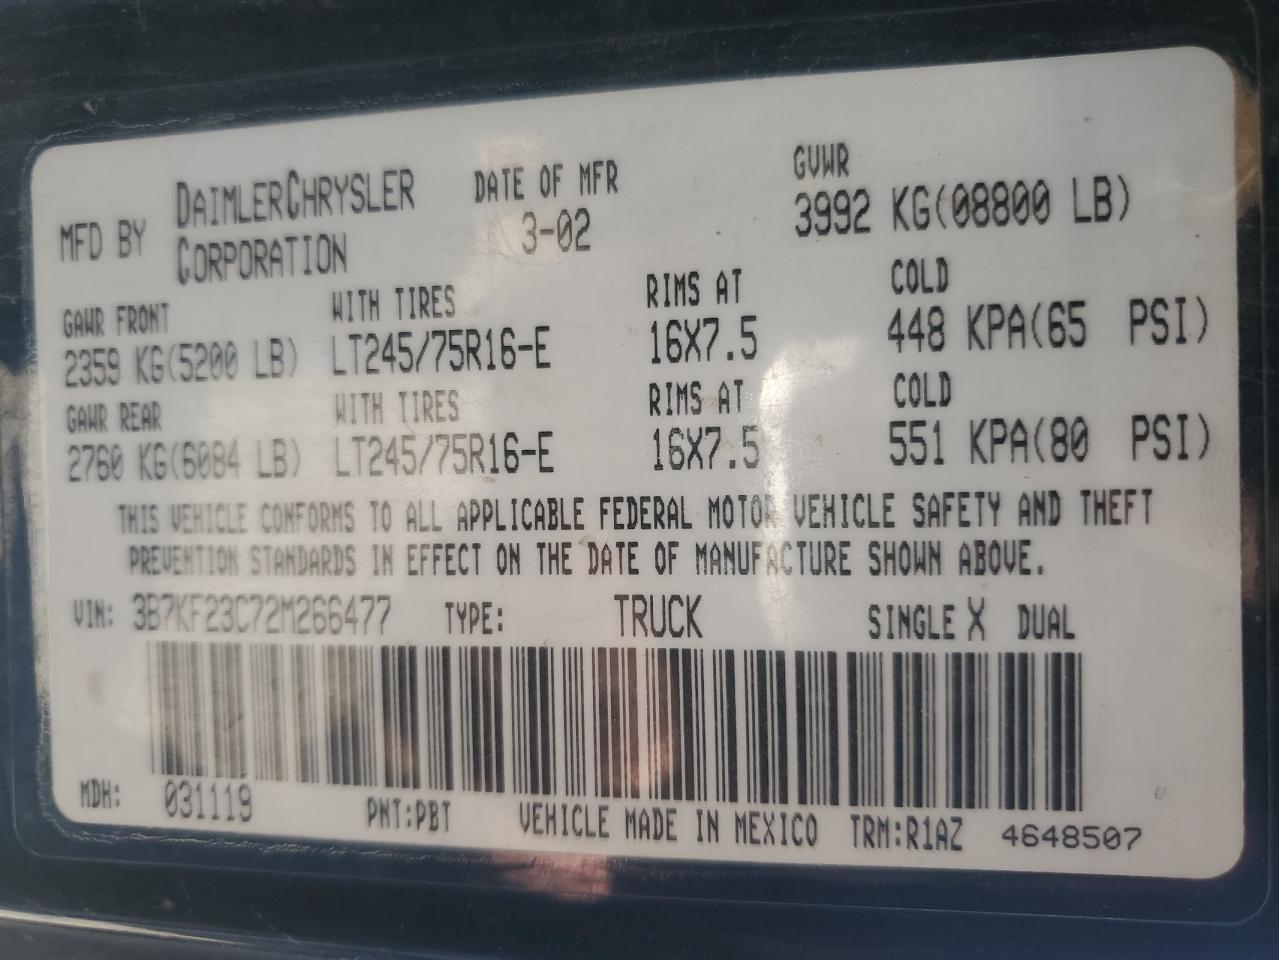 MFD BY DAIMLERCHRYSLER CORPORATION DATE OF MFR 3-02 GVWR 3992 KG(08800 LB)
GAWR FRONT WITH TIRES RIMS AT COLD
2359 KG(5200 LB) LT245/75R16-E 16X7.5 448 KPA(65 PSI)
GAWR REAR WITH TIRES RIMS AT COLD
2760 KG(6084 LB) LT245/75R16-E 16X7.5 551 KPA(80 PSI)
THIS VEHICLE CONFORMS TO ALL APPLICABLE FEDERAL MOTOR VEHICLE SAFETY AND THEFT
PREVENTION STANDARDS IN EFFECT ON THE DATE OF MANUFACTURE SHOWN ABOVE.
VIN: 3B7KF23C72M266477 TYPE: TRUCK SINGLE X DUAL
MDH: 031119 PNT:PBT VEHICLE MADE IN MEXICO TRM:R1AZ 4648507